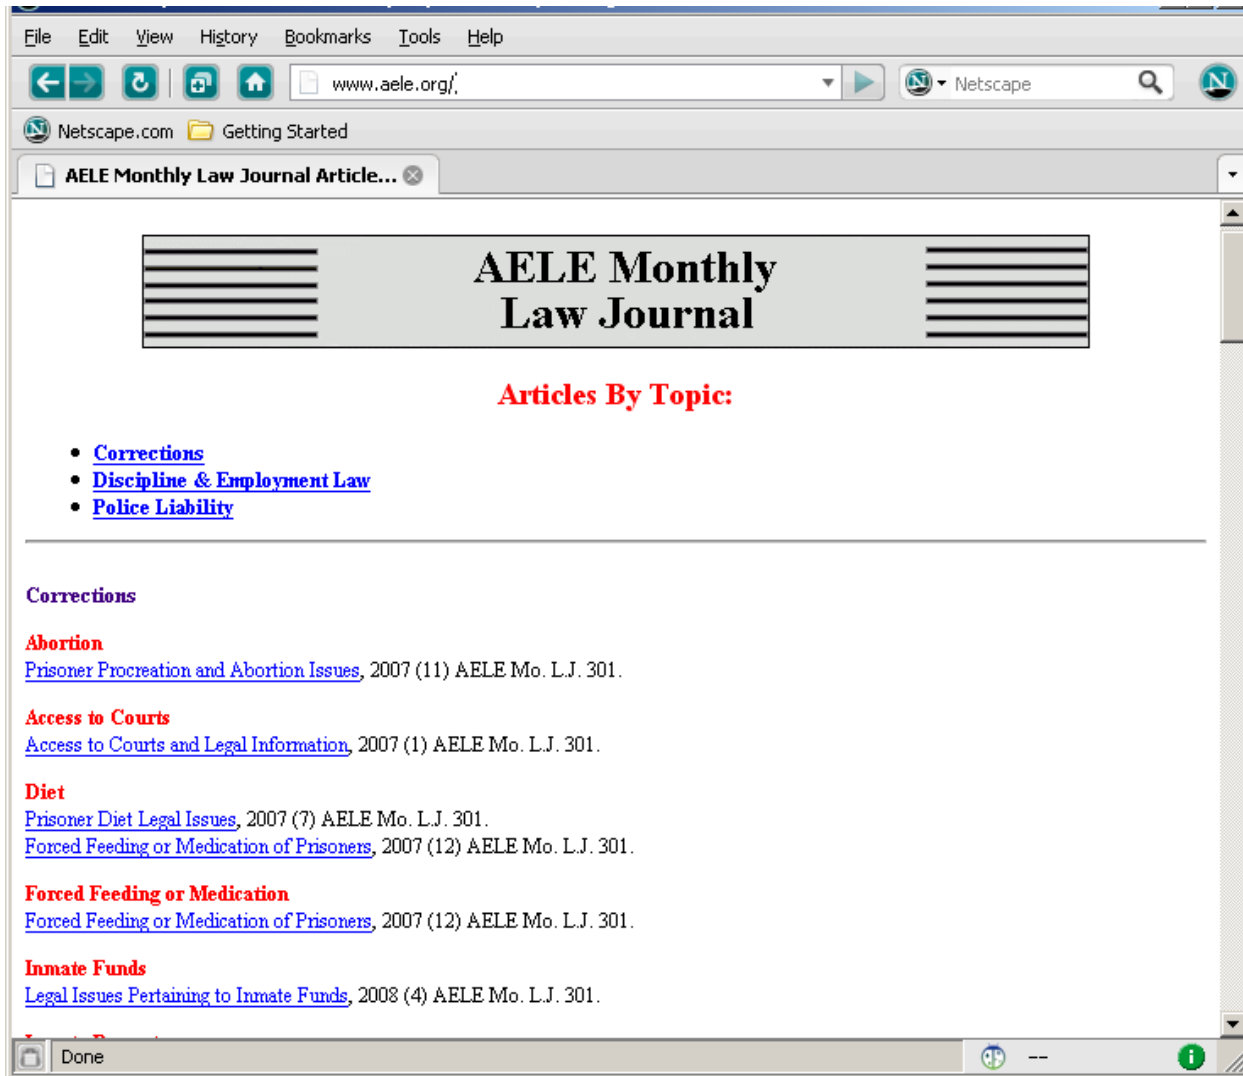 File Edit View History Bookmarks Tools Help
www.aele.org/
Netscape
Netscape.com Getting Started
AELE Monthly Law Journal Article...
AELE Monthly
Law Journal
Articles By Topic:
Corrections
Discipline & Employment Law
Police Liability
Corrections
Abortion
Prisoner Procreation and Abortion Issues, 2007 (11) AELE Mo. L.J. 301.
Access to Courts
Access to Courts and Legal Information, 2007 (1) AELE Mo. L.J. 301.
Diet
Prisoner Diet Legal Issues, 2007 (7) AELE Mo. L.J. 301.
Forced Feeding or Medication of Prisoners, 2007 (12) AELE Mo. L.J. 301.
Forced Feeding or Medication
Forced Feeding or Medication of Prisoners, 2007 (12) AELE Mo. L.J. 301.
Inmate Funds
Legal Issues Pertaining to Inmate Funds, 2008 (4) AELE Mo. L.J. 301.
Done --